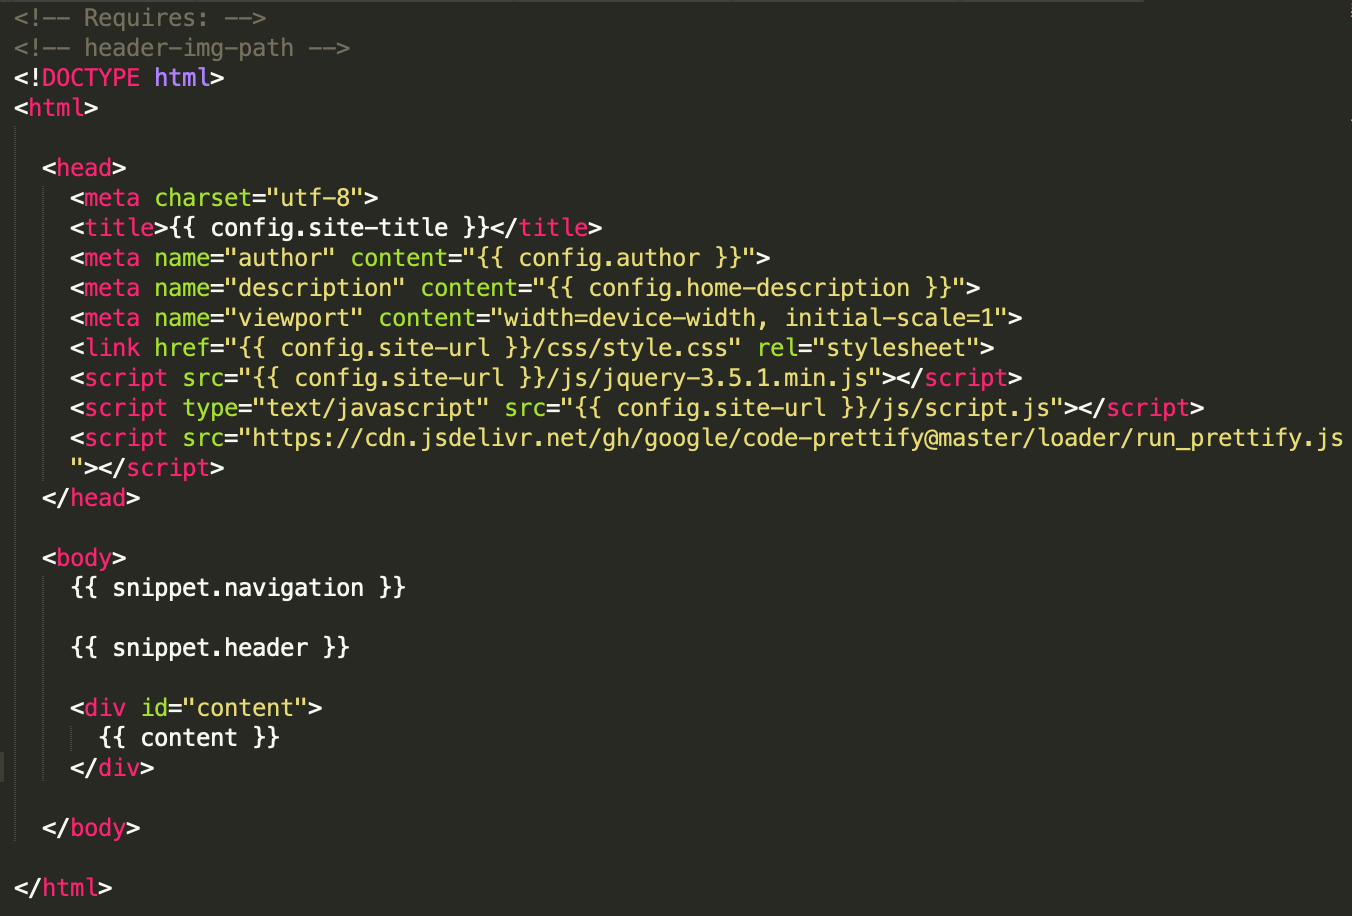 <!-- Requires: -->
<!-- header-img-path -->
<!DOCTYPE html>
<html>
<head>
<meta charset="utf-8">
<title>{{ config.site-title }}</title>
<meta name="author" content="{{ config.author }}">
<meta name="description" content="{{ config.home-description }}">
<meta name="viewport" content="width=device-width, initial-scale=1">
<link href="{{ config.site-url }}/css/style.css" rel="stylesheet">
<script src="{{ config.site-url }}/js/jquery-3.5.1.min.js"></script>
<script type="text/javascript" src="{{ config.site-url }}/js/script.js"></script>
<script src="https://cdn.jsdelivr.net/gh/google/code-prettify@master/loader/run_prettify.js
"></script>
</head>
<body>
{{ snippet.navigation }}
{{ snippet.header }}
<div id="content">
{{ content }}
</div>
</body>
</html>